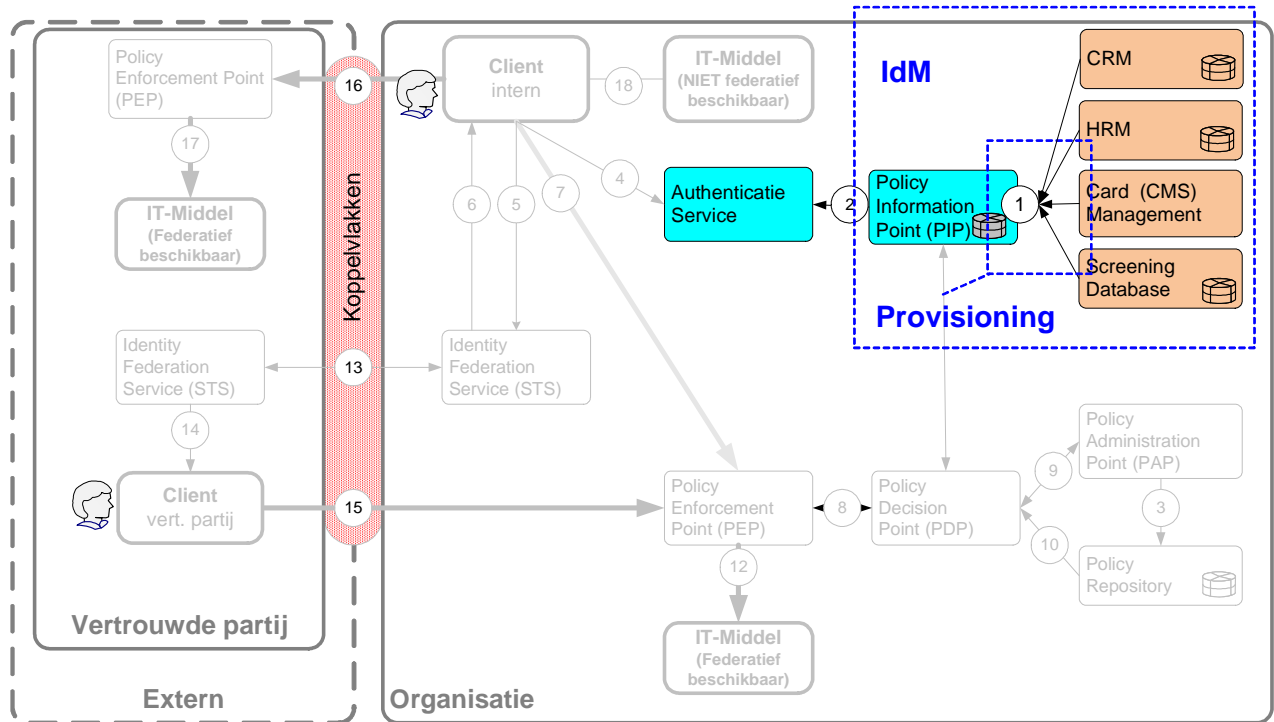 Policy
Enforcement Point
(PEP)
17
IT-Middel
(Federatief
beschikbaar)
Identity
Federation
Service (STS)
14
Client
vert. partij
Vertrouwde partij
Extern
16
Koppelvlakken
13
15
Client
intern
18
IT-Middel
(NIET federatief
beschikbaar)
6
5
4
7
Identity
Federation
Service (STS)
Authenticatie
Service
2
IdM
Policy
Information
Point (PIP)
1
CRM
HRM
Card (CMS)
Management
Screening
Database
Provisioning
Policy
Enforcement
Point (PEP)
8
Policy
Decision
Point (PDP)
9
10
Policy
Administration
Point (PAP)
3
Policy
Repository
12
IT-Middel
(Federatief
beschikbaar)
Organisatie